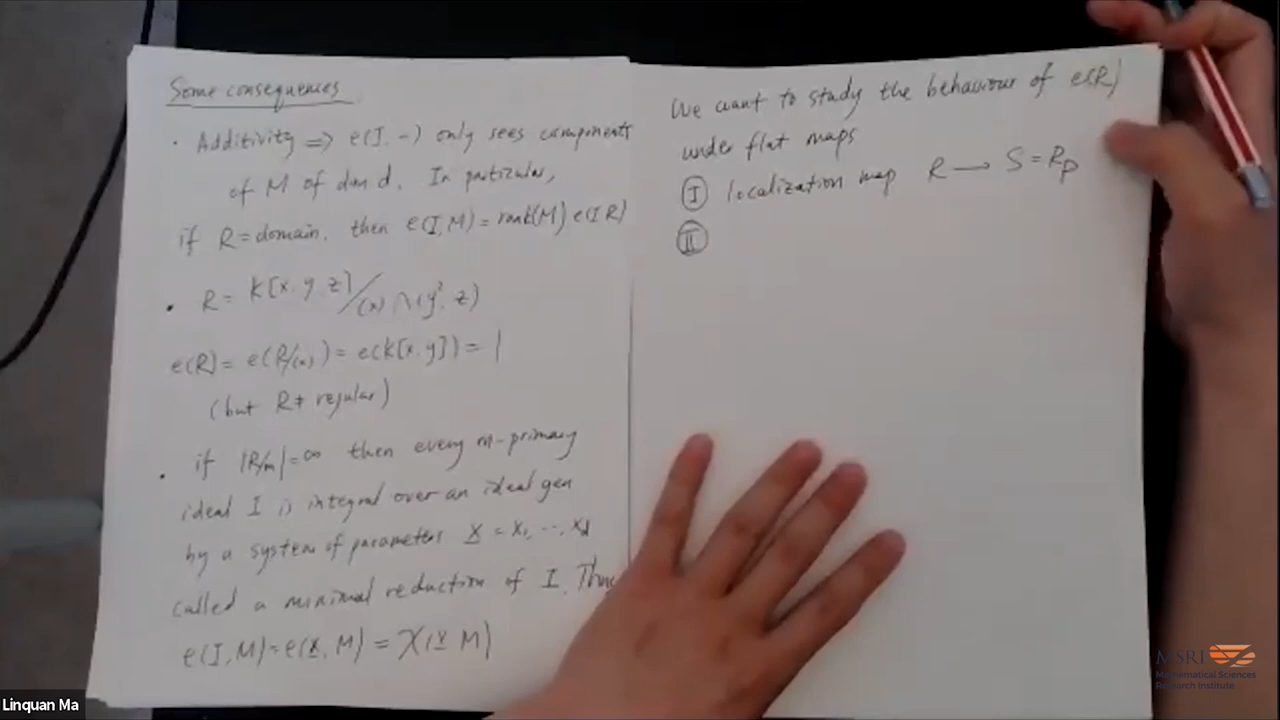 Some consequences
· Additivity ⇒ e(I, -) only sees components
of M of dim d. In particular,
if R = domain, then e(I, M) = rank(M) e(I, R)
· R = k[x, y, z]/(x) ∩ (y², z)
e(R) = e(R/(x)) = e(k[x, y]) = 1
(but R ≠ regular)
· if |R/m| = ∞ then every m-primary
ideal I is integral over an ideal gen
by a system of parameters x = x₁, ..., x_d
called a minimal reduction of I. Thus
e(I, M) = e(x, M) = χ(x, M)
We want to study the behaviour of e(R)
under flat maps
Ⓘ localization map R → S = R_P
Ⓘⓘ
MSRI
Mathematical Sciences
Research Institute
Linquan Ma